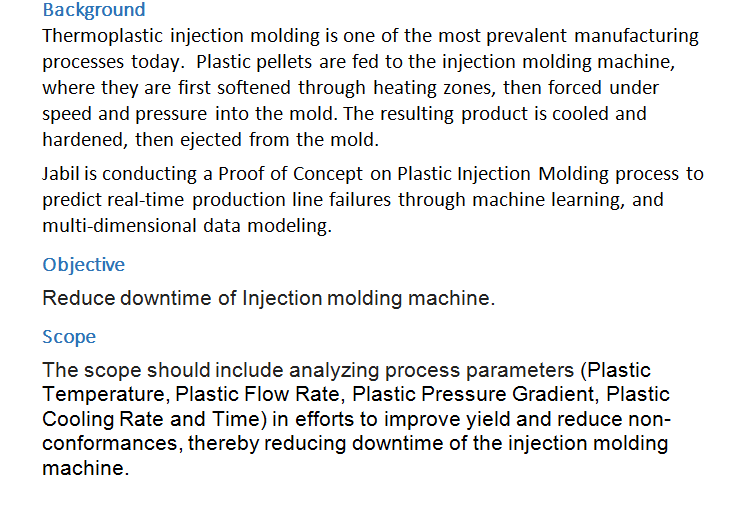 Background
Thermoplastic injection molding is one of the most prevalent manufacturing
processes today.  Plastic pellets are fed to the injection molding machine,
where they are first softened through heating zones, then forced under
speed and pressure into the mold. The resulting product is cooled and
hardened, then ejected from the mold.
Jabil is conducting a Proof of Concept on Plastic Injection Molding process to
predict real-time production line failures through machine learning, and
multi-dimensional data modeling.
Objective
Reduce downtime of Injection molding machine.
Scope
The scope should include analyzing process parameters (Plastic
Temperature, Plastic Flow Rate, Plastic Pressure Gradient, Plastic
Cooling Rate and Time) in efforts to improve yield and reduce non-
conformances, thereby reducing downtime of the injection molding
machine.